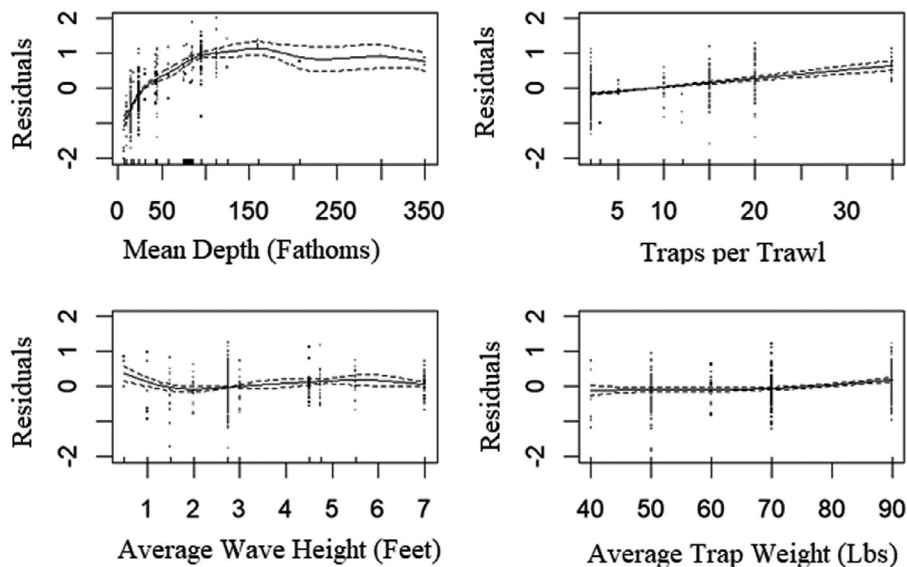 Residuals
2
1
0
-2
0 50 150 250 350
Mean Depth (Fathoms)
Residuals
2
1
0
-2
5 10 20 30
Traps per Trawl
Residuals
2
1
0
-2
1 2 3 4 5 6 7
Average Wave Height (Feet)
Residuals
2
1
0
-2
40 50 60 70 80 90
Average Trap Weight (Lbs)